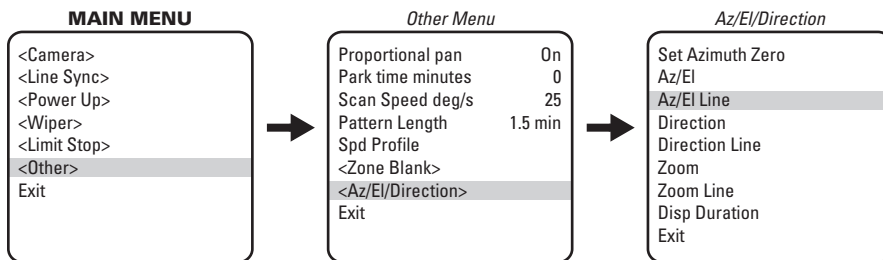 MAIN MENU
<Camera>
<Line Sync>
<Power Up>
<Wiper>
<Limit Stop>
<Other>
Exit
Other Menu
Proportional pan On
Park time minutes 0
Scan Speed deg/s 25
Pattern Length 1.5 min
Spd Profile
<Zone Blank>
<Az/El/Direction>
Exit
Az/El/Direction
Set Azimuth Zero
Az/El
Az/El Line
Direction
Direction Line
Zoom
Zoom Line
Disp Duration
Exit